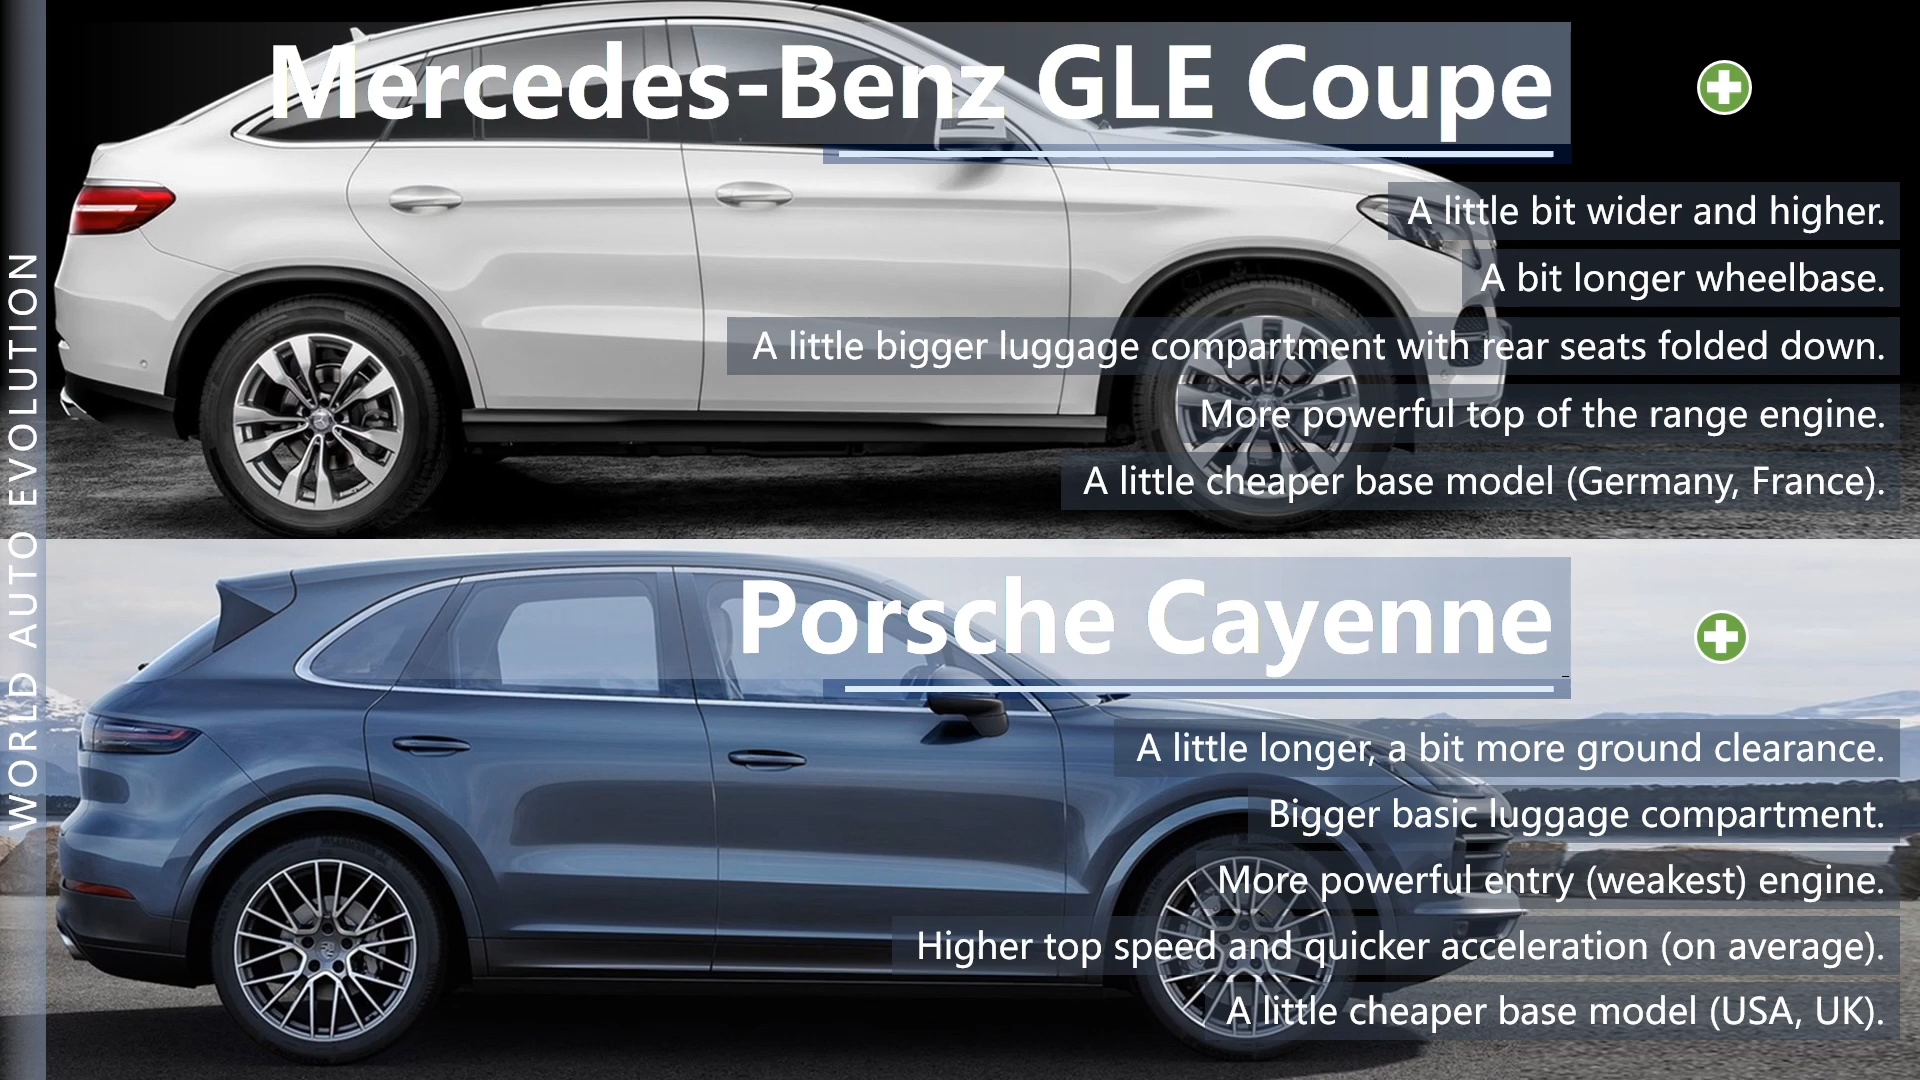 Mercedes-Benz GLE Coupe
A little bit wider and higher.
A bit longer wheelbase.
A little bigger luggage compartment with rear seats folded down.
More powerful top of the range engine.
A little cheaper base model (Germany, France).
WORLD AUTO EVOLUTION
Porsche Cayenne
A little longer, a bit more ground clearance.
Bigger basic luggage compartment.
More powerful entry (weakest) engine.
Higher top speed and quicker acceleration (on average).
A little cheaper base model (USA, UK).